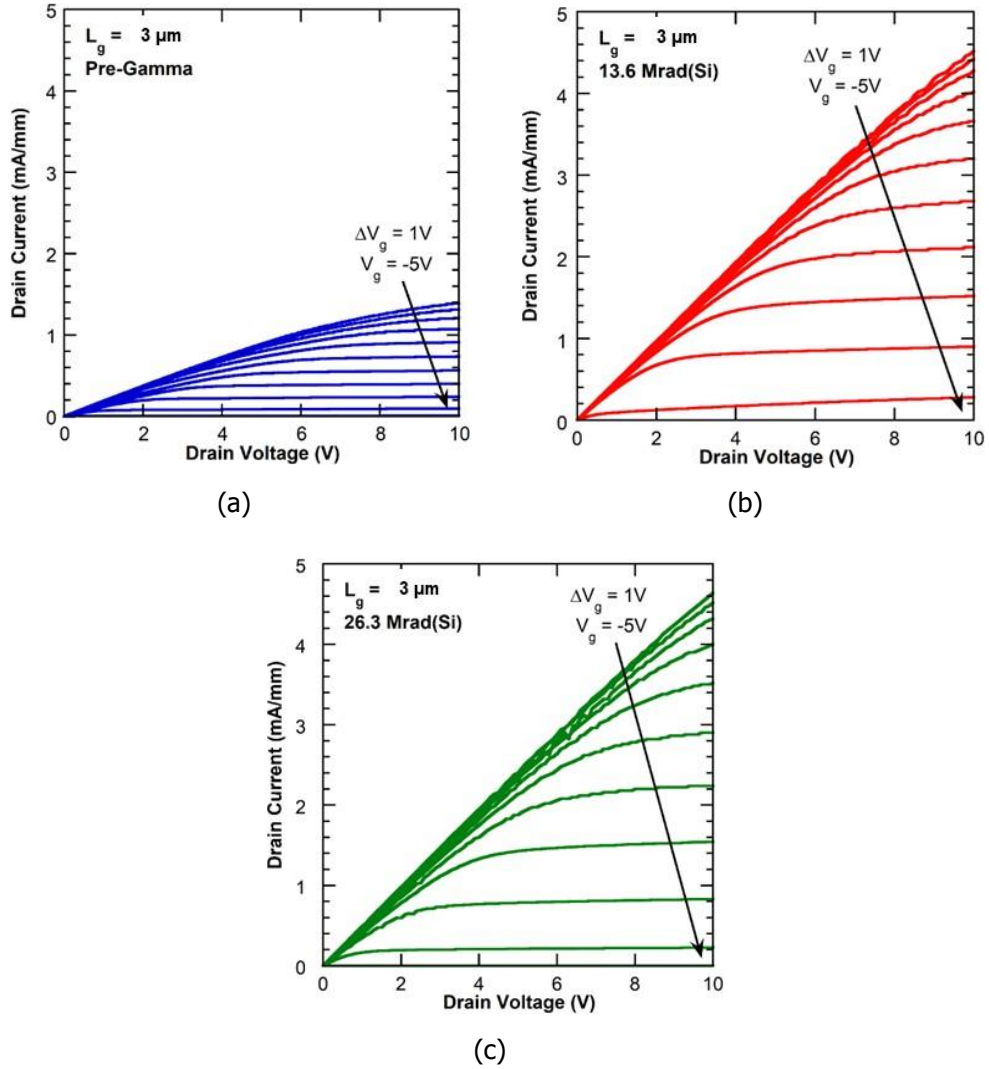 5
4
3
2
1
0
Drain Current (mA/mm)
L_g = 3 µm
Pre-Gamma
ΔV_g = 1V
V_g = -5V
0 2 4 6 8 10
Drain Voltage (V)
(a)
5
4
3
2
1
0
Drain Current (mA/mm)
L_g = 3 µm
13.6 Mrad(Si)
ΔV_g = 1V
V_g = -5V
0 2 4 6 8 10
Drain Voltage (V)
(b)
5
4
3
2
1
0
Drain Current (mA/mm)
L_g = 3 µm
26.3 Mrad(Si)
ΔV_g = 1V
V_g = -5V
0 2 4 6 8 10
Drain Voltage (V)
(c)